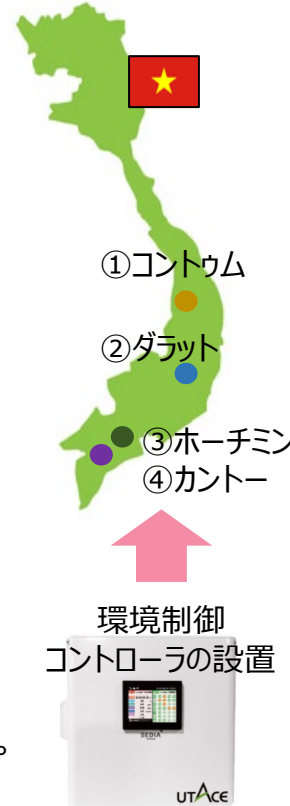 ①コントゥム
②ダラット
③ホーチミン
④カントー
環境制御
コントローラの設置
SEDIA
。
UTACE